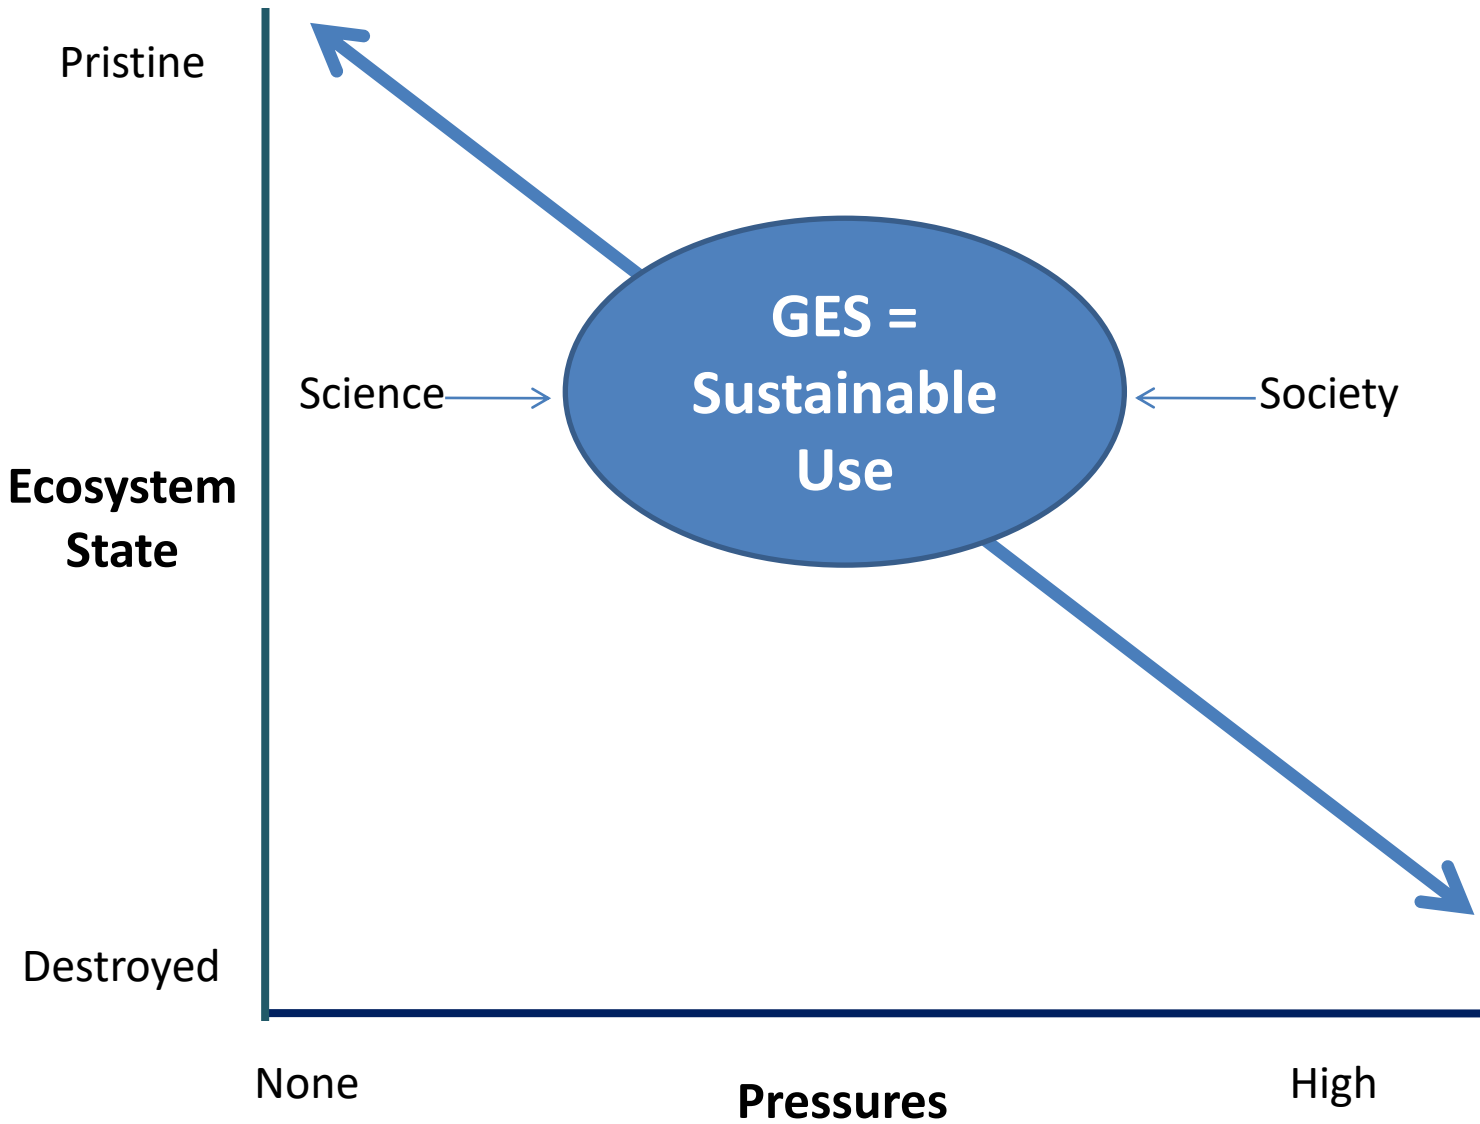 Pristine
GES =
Sustainable
Use
Science
Society
Ecosystem
State
Destroyed
None
Pressures
High